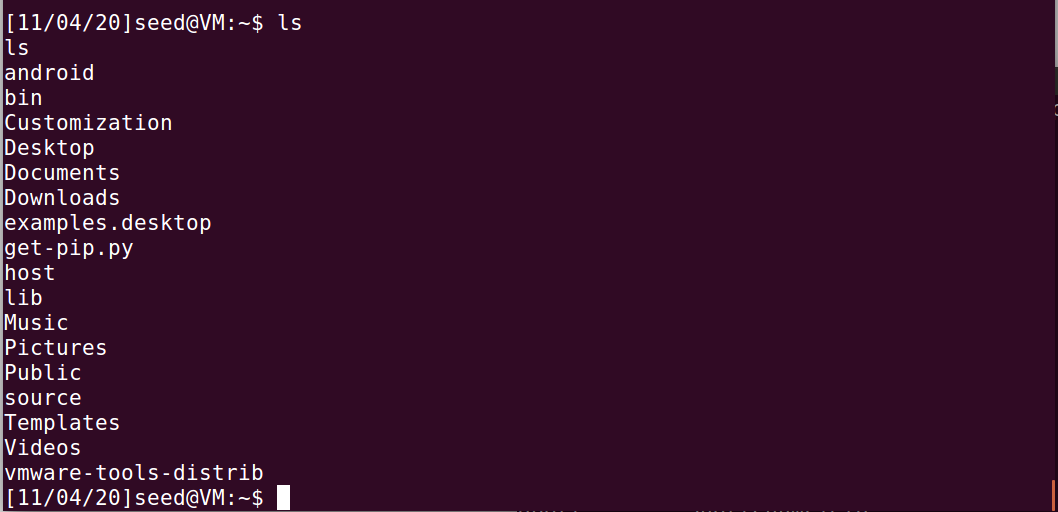 [11/04/20]seed@VM:~$ ls
ls
android
bin
Customization
Desktop
Documents
Downloads
examples.desktop
get-pip.py
host
lib
Music
Pictures
Public
source
Templates
Videos
vmware-tools-distrib
[11/04/20]seed@VM:~$